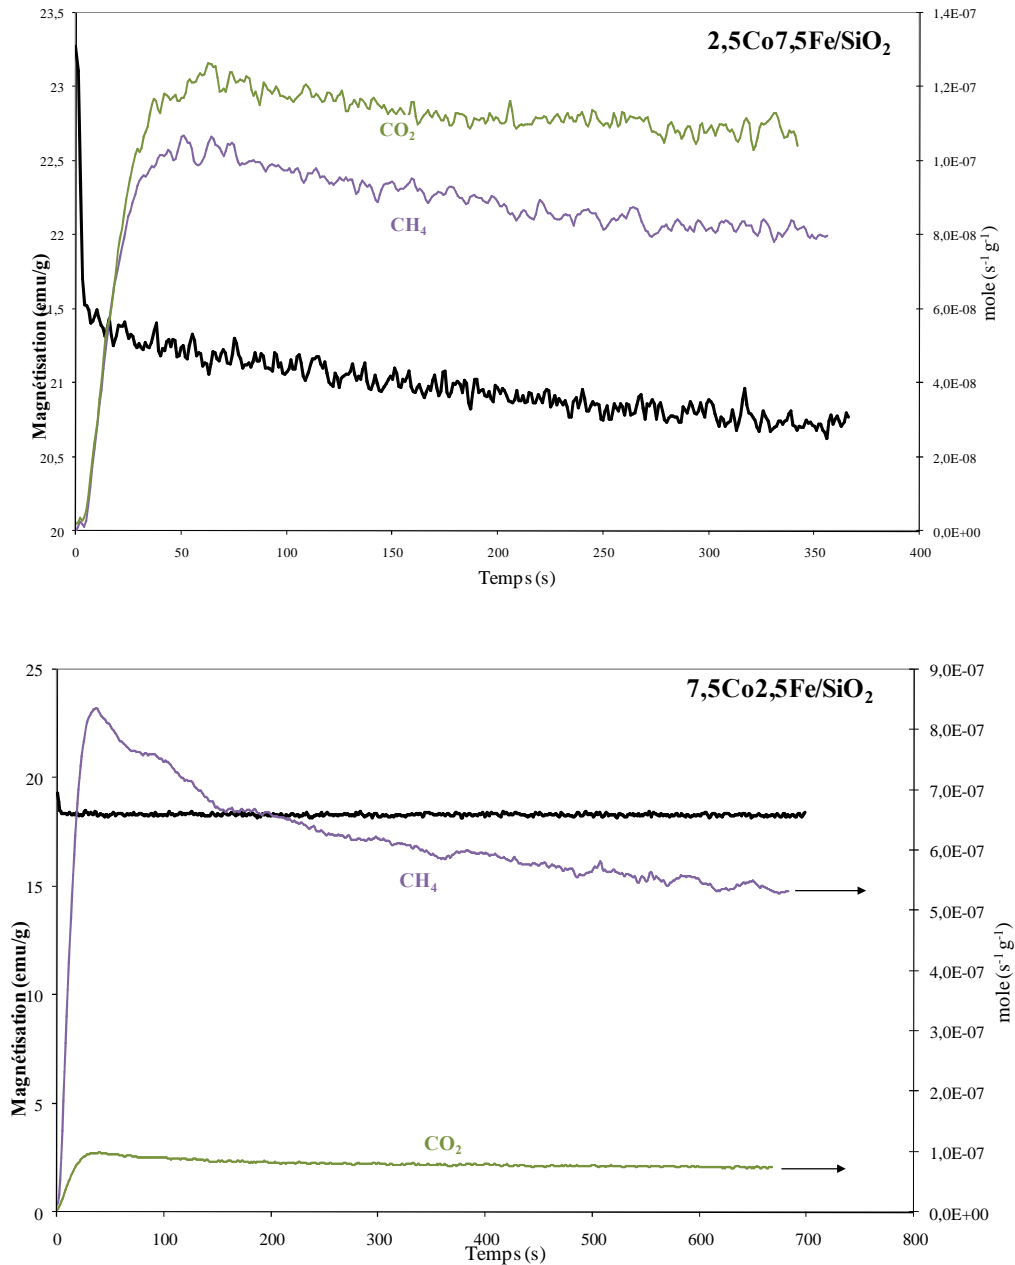 2,5Co7,5Fe/SiO₂
23,5
23
22,5
22
21,5
21
20,5
20
1,4E-07
1,2E-07
1,0E-07
8,0E-08
6,0E-08
4,0E-08
2,0E-08
0,0E+00
CO₂
CH₄
Magnétisation (emu/g)
mole (s⁻¹ g⁻¹)
0 50 100 150 200 250 300 350 400
Temps (s)
7,5Co2,5Fe/SiO₂
25
20
15
10
5
0
9,0E-07
8,0E-07
7,0E-07
6,0E-07
5,0E-07
4,0E-07
3,0E-07
2,0E-07
1,0E-07
0,0E+00
CH₄
CO₂
Magnétisation (emu/g)
mole (s⁻¹ g⁻¹)
0 100 200 300 400 500 600 700 800
Temps (s)